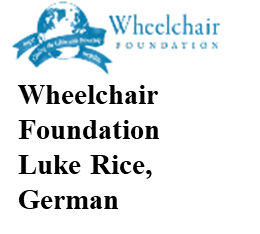 Wheelchair
FOUNDATION
Wheelchair
Foundation
Luke Rice,
German